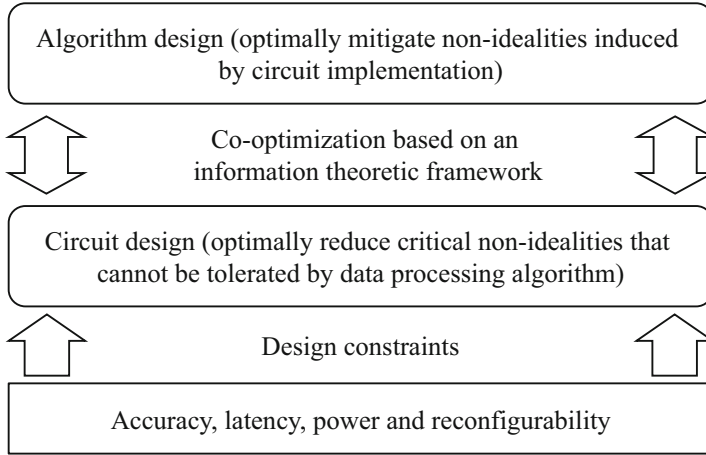 Algorithm design (optimally mitigate non-idealities induced
by circuit implementation)
Co-optimization based on an
information theoretic framework
Circuit design (optimally reduce critical non-idealities that
cannot be tolerated by data processing algorithm)
Design constraints
Accuracy, latency, power and reconfigurability